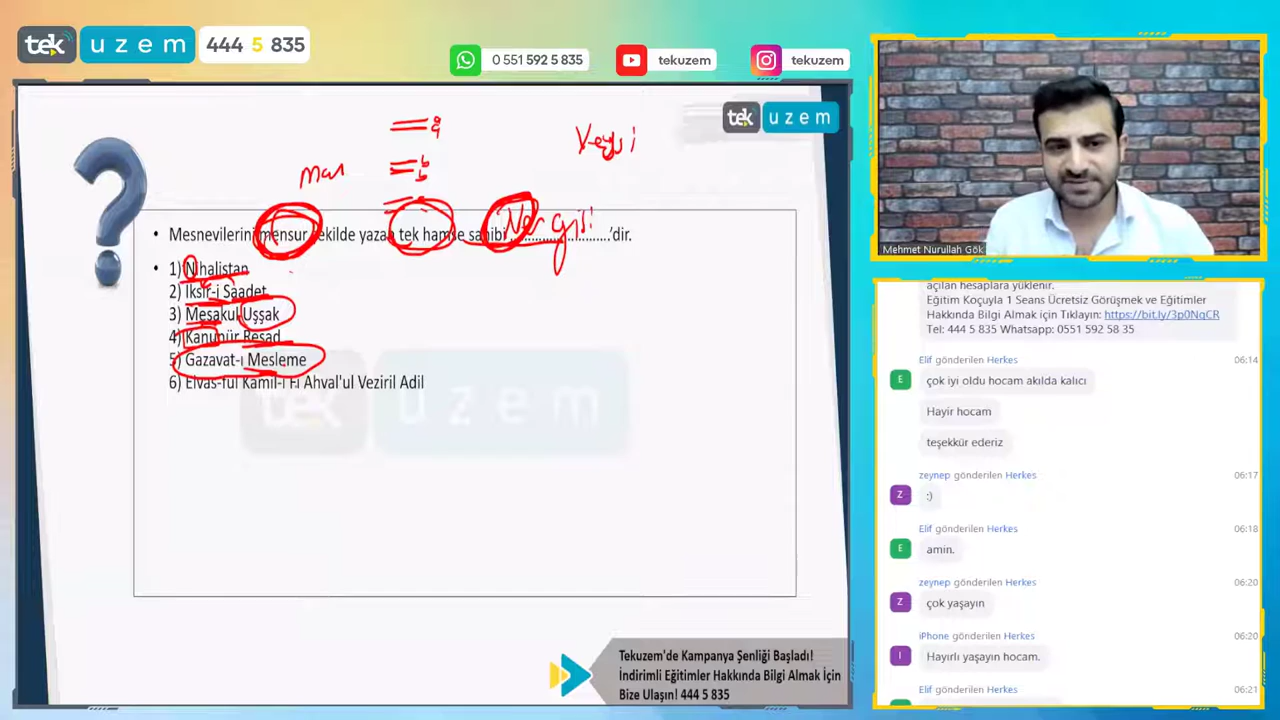 tek uzem 444 5 835
0 551 592 5 835 tekuzem tekuzem
tek uzem
Veysi
a
a
b
b
Nergisi
• Mesnevilerini mensur şekilde yazan tek hamse sahibi ........................’dir.
• 1) Nihalistan
2) İksir-i Saadet
3) Meşakul Uşşak
4) Kanunür Reşad
5) Gazavat-ı Mesleme
6) Elvas-ful Kamil-i Fi Ahval'ul Veziril Adil
tek uzem
Tekuzem'de Kampanya Şenliği Başladı!
İndirimli Eğitimler Hakkında Bilgi Almak İçin
Bize Ulaşın! 444 5 835
Mehmet Nurullah Gök
açılan hesaplara yüklenir.
Eğitim Koçuyla 1 Seans Ücretsiz Görüşmek ve Eğitimler
Hakkında Bilgi Almak için Tıklayın: https://bit.ly/3p0NqCR
Tel: 444 5 835 Whatsapp: 0551 592 58 35
Elif gönderilen Herkes 06:14
E çok iyi oldu hocam akılda kalıcı
Hayir hocam
teşekkür ederiz
zeynep gönderilen Herkes 06:17
Z :)
Elif gönderilen Herkes 06:18
E amin.
zeynep gönderilen Herkes 06:20
Z çok yaşayın
iPhone gönderilen Herkes 06:20
I Hayırlı yaşayın hocam.
Elif gönderilen Herkes 06:21